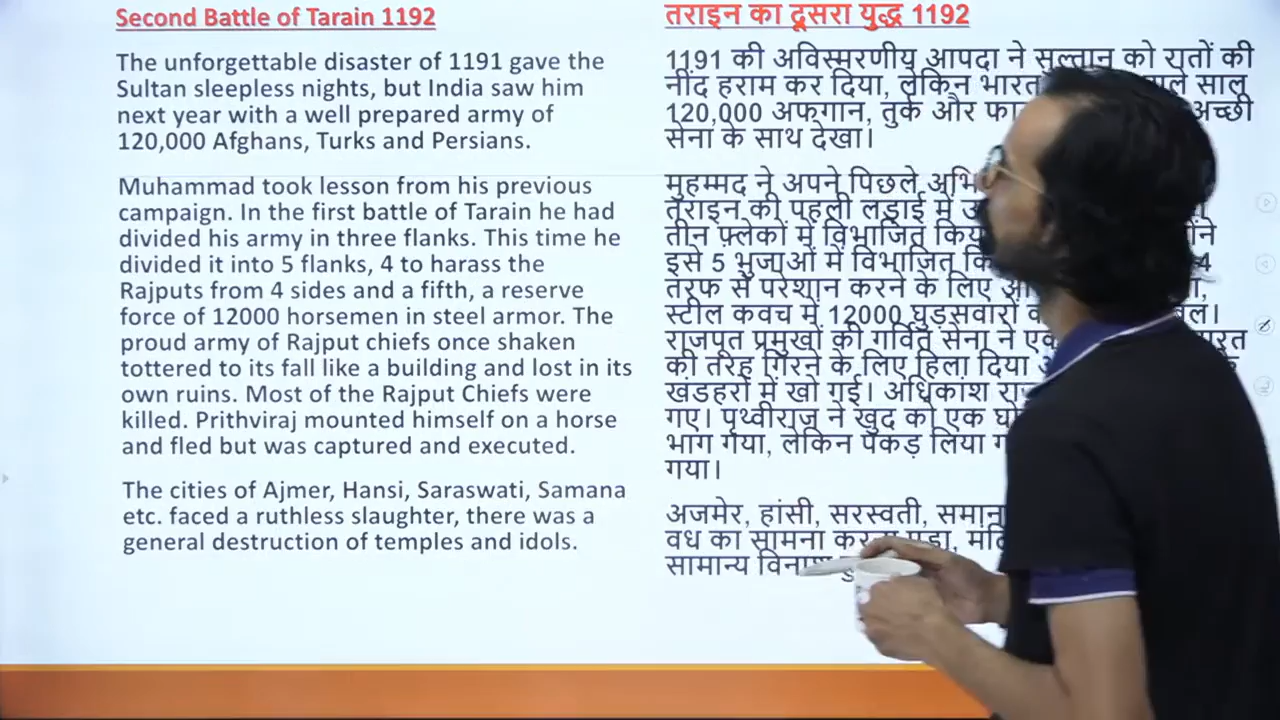 Second Battle of Tarain 1192
The unforgettable disaster of 1191 gave the
Sultan sleepless nights, but India saw him
next year with a well prepared army of
120,000 Afghans, Turks and Persians.
Muhammad took lesson from his previous
campaign. In the first battle of Tarain he had
divided his army in three flanks. This time he
divided it into 5 flanks, 4 to harass the
Rajputs from 4 sides and a fifth, a reserve
force of 12000 horsemen in steel armor. The
proud army of Rajput chiefs once shaken
tottered to its fall like a building and lost in its
own ruins. Most of the Rajput Chiefs were
killed. Prithviraj mounted himself on a horse
and fled but was captured and executed.
The cities of Ajmer, Hansi, Saraswati, Samana
etc. faced a ruthless slaughter, there was a
general destruction of temples and idols.
तराइन का दूसरा युद्ध 1192
1191 की अविस्मरणीय आपदा ने सुल्तान को रातों की
नींद हराम कर दिया, लेकिन भारत साल
120,000 अफगान, तुर्क और अच्छी
सेना के साथ देखा।
मुहम्मद ने अपने पिछले
तराइन की पहली लड़ाई में
तीन फ़्लेकों में विभाजित
इसे 5 भुजाओं में विभाजित 4
तरफ से परेशान करने के लिए
स्टील कवच में 12000 घुड़सवारों
राजपूत प्रमुखों की गर्वित सेना ने
की तरह गिरने के लिए हिला दिया
खंडहरों में खो गई। अधिकांश
गए। पृथ्वीराज ने खुद को एक
भाग गया, लेकिन पकड़ लिया
गया।
अजमेर, हांसी, सरस्वती,
वध का सामना करना पड़ा,
सामान्य